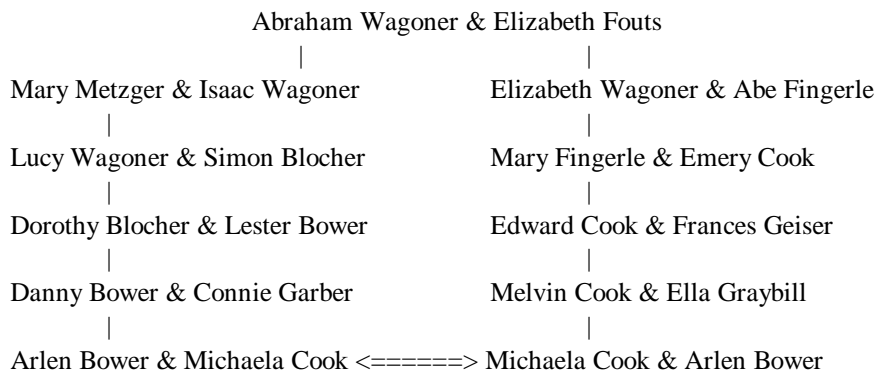 Abraham Wagoner & Elizabeth Fouts
| |
Mary Metzger & Isaac Wagoner Elizabeth Wagoner & Abe Fingerle
| |
Lucy Wagoner & Simon Blocher Mary Fingerle & Emery Cook
| |
Dorothy Blocher & Lester Bower Edward Cook & Frances Geiser
| |
Danny Bower & Connie Garber Melvin Cook & Ella Graybill
| |
Arlen Bower & Michaela Cook <======> Michaela Cook & Arlen Bower